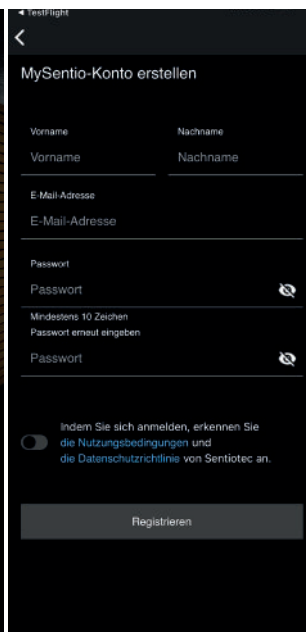 TestFlight
MySentio-Konto erstellen
Vorname Nachname
Vorname Nachname
E-Mail-Adresse
E-Mail-Adresse
Passwort
Passwort
Mindestens 10 Zeichen
Passwort erneut eingeben
Passwort
Indem Sie sich anmelden, erkennen Sie
die Nutzungsbedingungen und
die Datenschutzrichtlinie von Sentiotec an.
Registrieren